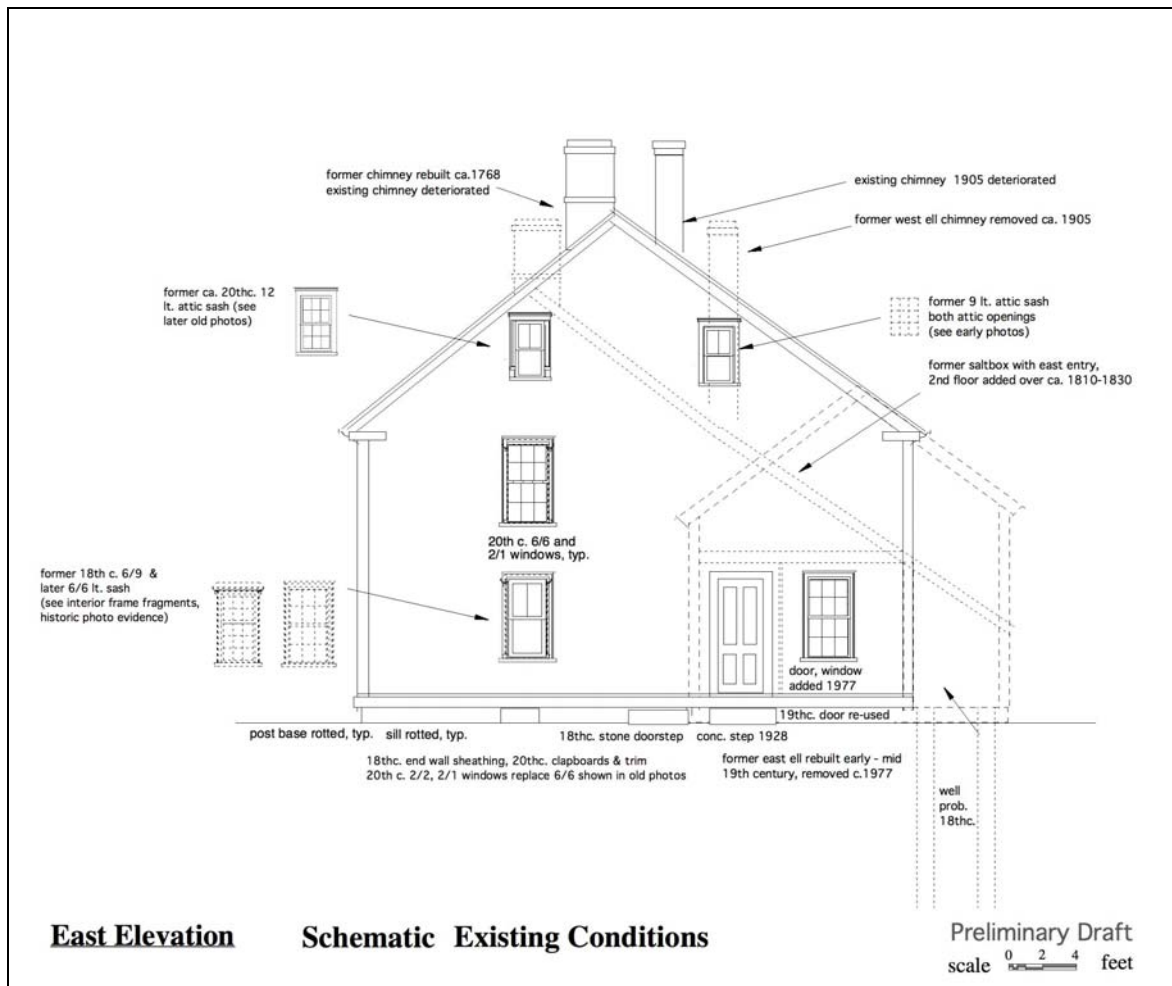 former chimney rebuilt ca.1768
existing chimney deteriorated
existing chimney 1905 deteriorated
former west ell chimney removed ca. 1905
former ca. 20thc. 12
lt. attic sash (see
later old photos)
former 9 lt. attic sash
both attic openings
(see early photos)
former saltbox with east entry,
2nd floor added over ca. 1810-1830
20th c. 6/6 and
2/1 windows, typ.
former 18th c. 6/9 &
later 6/6 lt. sash
(see interior frame fragments,
historic photo evidence)
door, window
added 1977
19thc. door re-used
post base rotted, typ.
sill rotted, typ.
18thc. stone doorstep
conc. step 1928
18thc. end wall sheathing, 20thc. clapboards & trim
20th c. 2/2, 2/1 windows replace 6/6 shown in old photos
former east ell rebuilt early - mid
19th century, removed c.1977
well
prob.
18thc.
East Elevation
Schematic Existing Conditions
Preliminary Draft
scale 0 2 4 feet